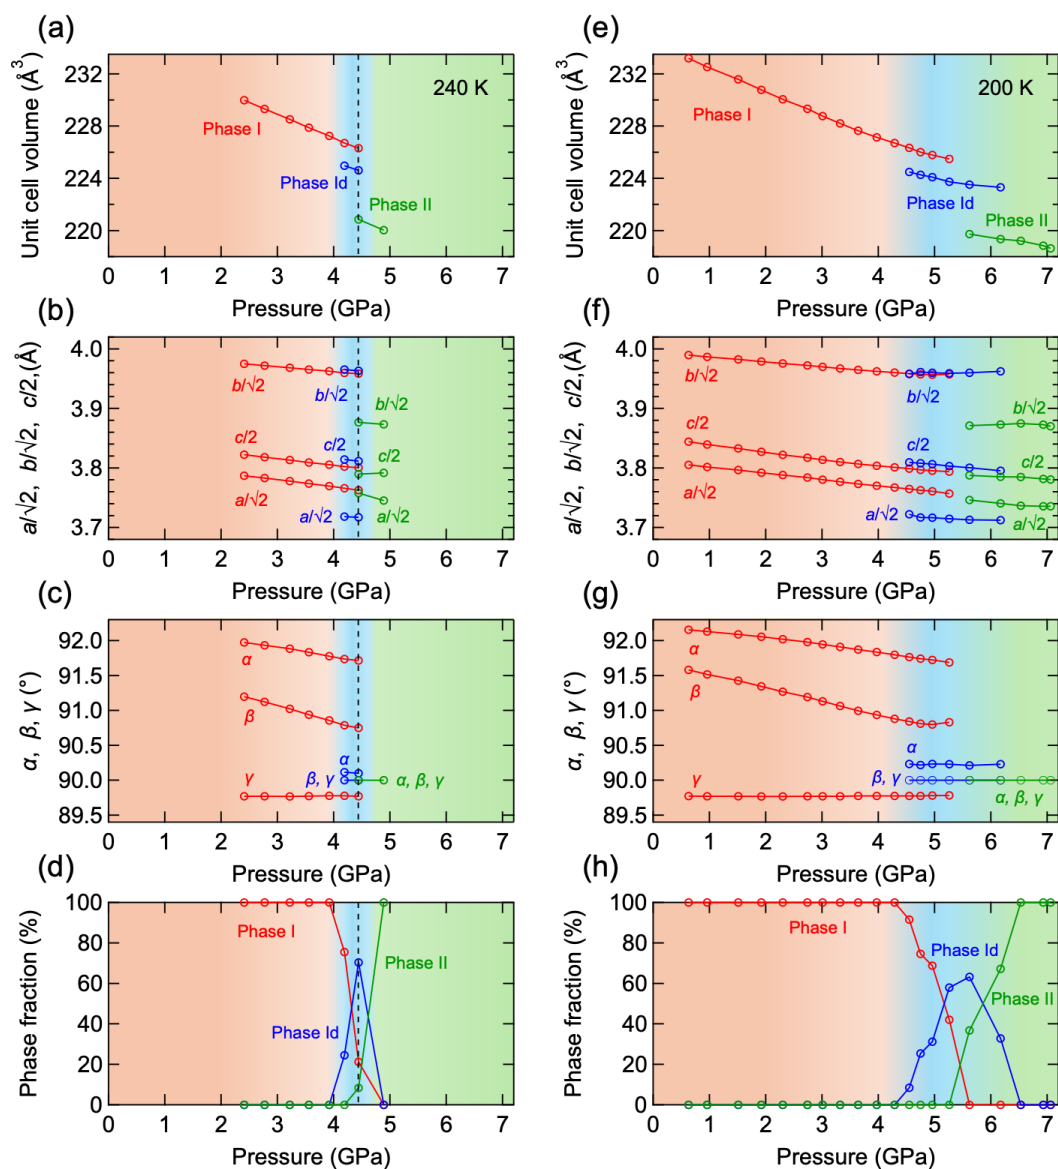 (a)
Unit cell volume (Å³)
232
228
224
220
240 K
Phase I
Phase Id
Phase II
0 1 2 3 4 5 6 7
Pressure (GPa)
(b)
a/√2, b/√2, c/2,(Å)
4.0
3.9
3.8
3.7
b/√2
b/√2
b/√2
c/2
c/2
c/2
a/√2
a/√2
a/√2
0 1 2 3 4 5 6 7
Pressure (GPa)
(c)
α, β, γ (°)
92.0
91.5
91.0
90.5
90.0
89.5
α
β
α
γ
β, γ
α, β, γ
0 1 2 3 4 5 6 7
Pressure (GPa)
(d)
Phase fraction (%)
100
80
60
40
20
0
Phase I
Phase II
Phase Id
0 1 2 3 4 5 6 7
Pressure (GPa)
(e)
Unit cell volume (Å³)
232
228
224
220
200 K
Phase I
Phase Id
Phase II
0 1 2 3 4 5 6 7
Pressure (GPa)
(f)
a/√2, b/√2, c/2,(Å)
4.0
3.9
3.8
3.7
b/√2
b/√2
b/√2
c/2
c/2
c/2
a/√2
a/√2
a/√2
0 1 2 3 4 5 6 7
Pressure (GPa)
(g)
α, β, γ (°)
92.0
91.5
91.0
90.5
90.0
89.5
α
β
α
γ
β, γ
α, β, γ
0 1 2 3 4 5 6 7
Pressure (GPa)
(h)
Phase fraction (%)
100
80
60
40
20
0
Phase I
Phase Id
Phase II
0 1 2 3 4 5 6 7
Pressure (GPa)